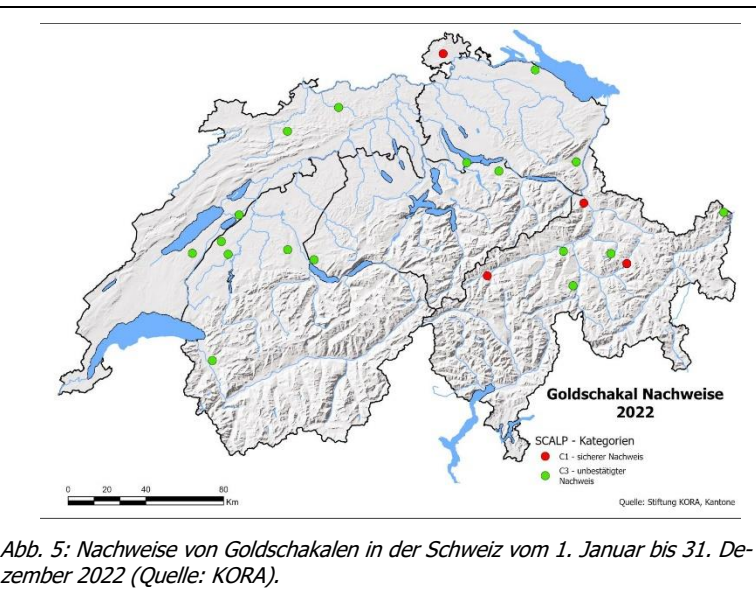 Goldschakal Nachweise
2022
SCALP - Kategorien
C1 - sicherer Nachweis
C3 - unbestätigter
Nachweis
0 20 40 80
Km
Quelle: Stiftung KORA, Kantone
Abb. 5: Nachweise von Goldschakalen in der Schweiz vom 1. Januar bis 31. De-
zember 2022 (Quelle: KORA).